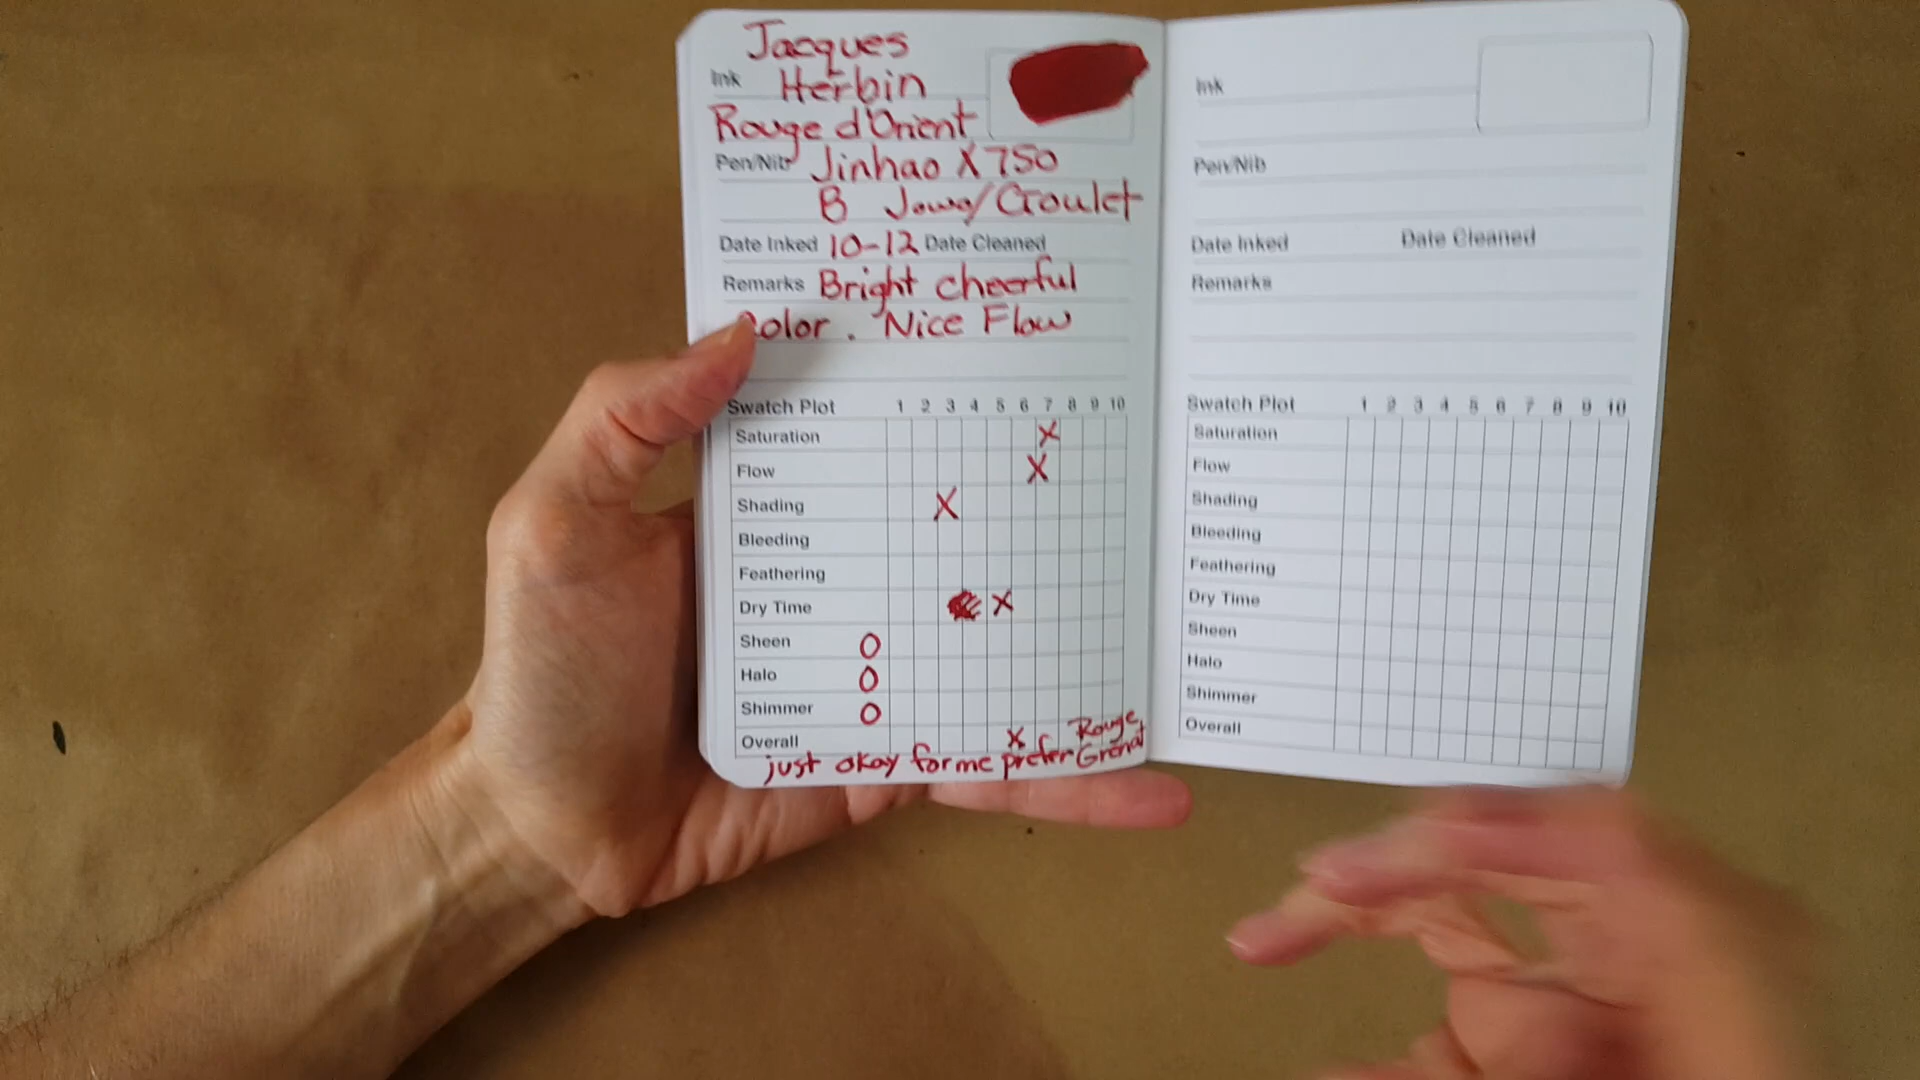 Jacques
Ink Herbin
Rouge d'Orient
Pen/Nib Jinhao X750
B Jowo/Goulet
Date Inked 10-12 Date Cleaned
Remarks Bright cheerful
Color. Nice Flow
Swatch Plot 1 2 3 4 5 6 7 8 9 10
Saturation X
Flow X
Shading X
Bleeding
Feathering
Dry Time X
Sheen 0
Halo 0
Shimmer 0
Overall X Rouge
just okay for me prefer Grenat
Ink
Pen/Nib
Date Inked Date Cleaned
Remarks
Swatch Plot 1 2 3 4 5 6 7 8 9 10
Saturation
Flow
Shading
Bleeding
Feathering
Dry Time
Sheen
Halo
Shimmer
Overall